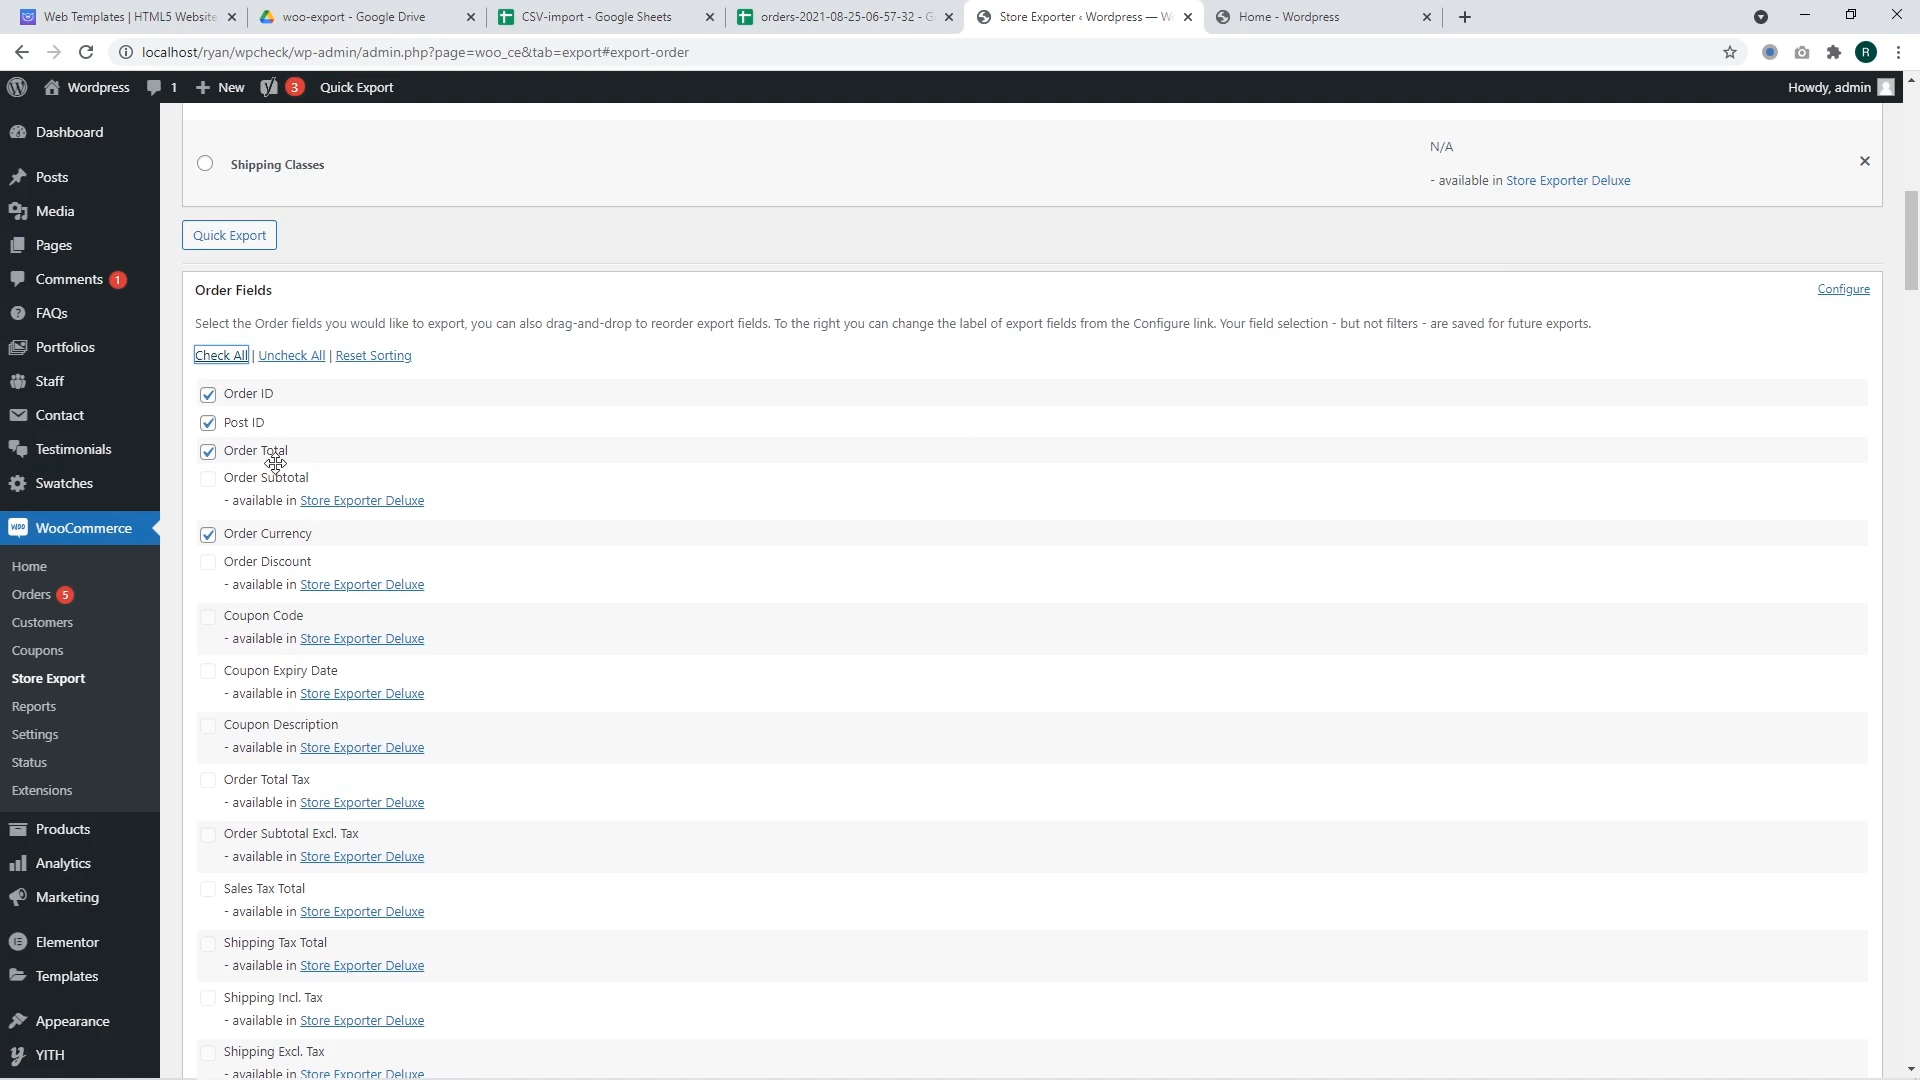 Web Templates | HTML5 Website
woo-export - Google Drive
CSV-import - Google Sheets
orders-2021-08-25-06-57-32 - G
Store Exporter ‹ Wordpress — W
Home - Wordpress
localhost/ryan/wpcheck/wp-admin/admin.php?page=woo_ce&tab=export#export-order
R
Wordpress
1
New
3
Quick Export
Howdy, admin
Dashboard
Posts
Media
Pages
Comments 1
FAQs
Portfolios
Staff
Contact
Testimonials
Swatches
WooCommerce
Home
Orders 5
Customers
Coupons
Store Export
Reports
Settings
Status
Extensions
Products
Analytics
Marketing
Elementor
Templates
Appearance
YITH
Shipping Classes
N/A
- available in Store Exporter Deluxe
Quick Export
Order Fields
Configure
Select the Order fields you would like to export, you can also drag-and-drop to reorder export fields. To the right you can change the label of export fields from the Configure link. Your field selection - but not filters - are saved for future exports.
Check All | Uncheck All | Reset Sorting
Order ID
Post ID
Order Total
Order Subtotal
- available in Store Exporter Deluxe
Order Currency
Order Discount
- available in Store Exporter Deluxe
Coupon Code
- available in Store Exporter Deluxe
Coupon Expiry Date
- available in Store Exporter Deluxe
Coupon Description
- available in Store Exporter Deluxe
Order Total Tax
- available in Store Exporter Deluxe
Order Subtotal Excl. Tax
- available in Store Exporter Deluxe
Sales Tax Total
- available in Store Exporter Deluxe
Shipping Tax Total
- available in Store Exporter Deluxe
Shipping Incl. Tax
- available in Store Exporter Deluxe
Shipping Excl. Tax
- available in Store Exporter Deluxe